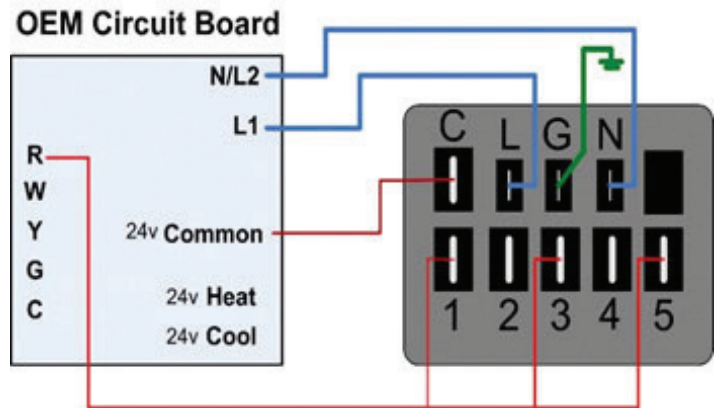 OEM Circuit Board
N/L2
L1
R
W
Y
G
C
24v Common
24v Heat
24v Cool
C L G N
1 2 3 4 5